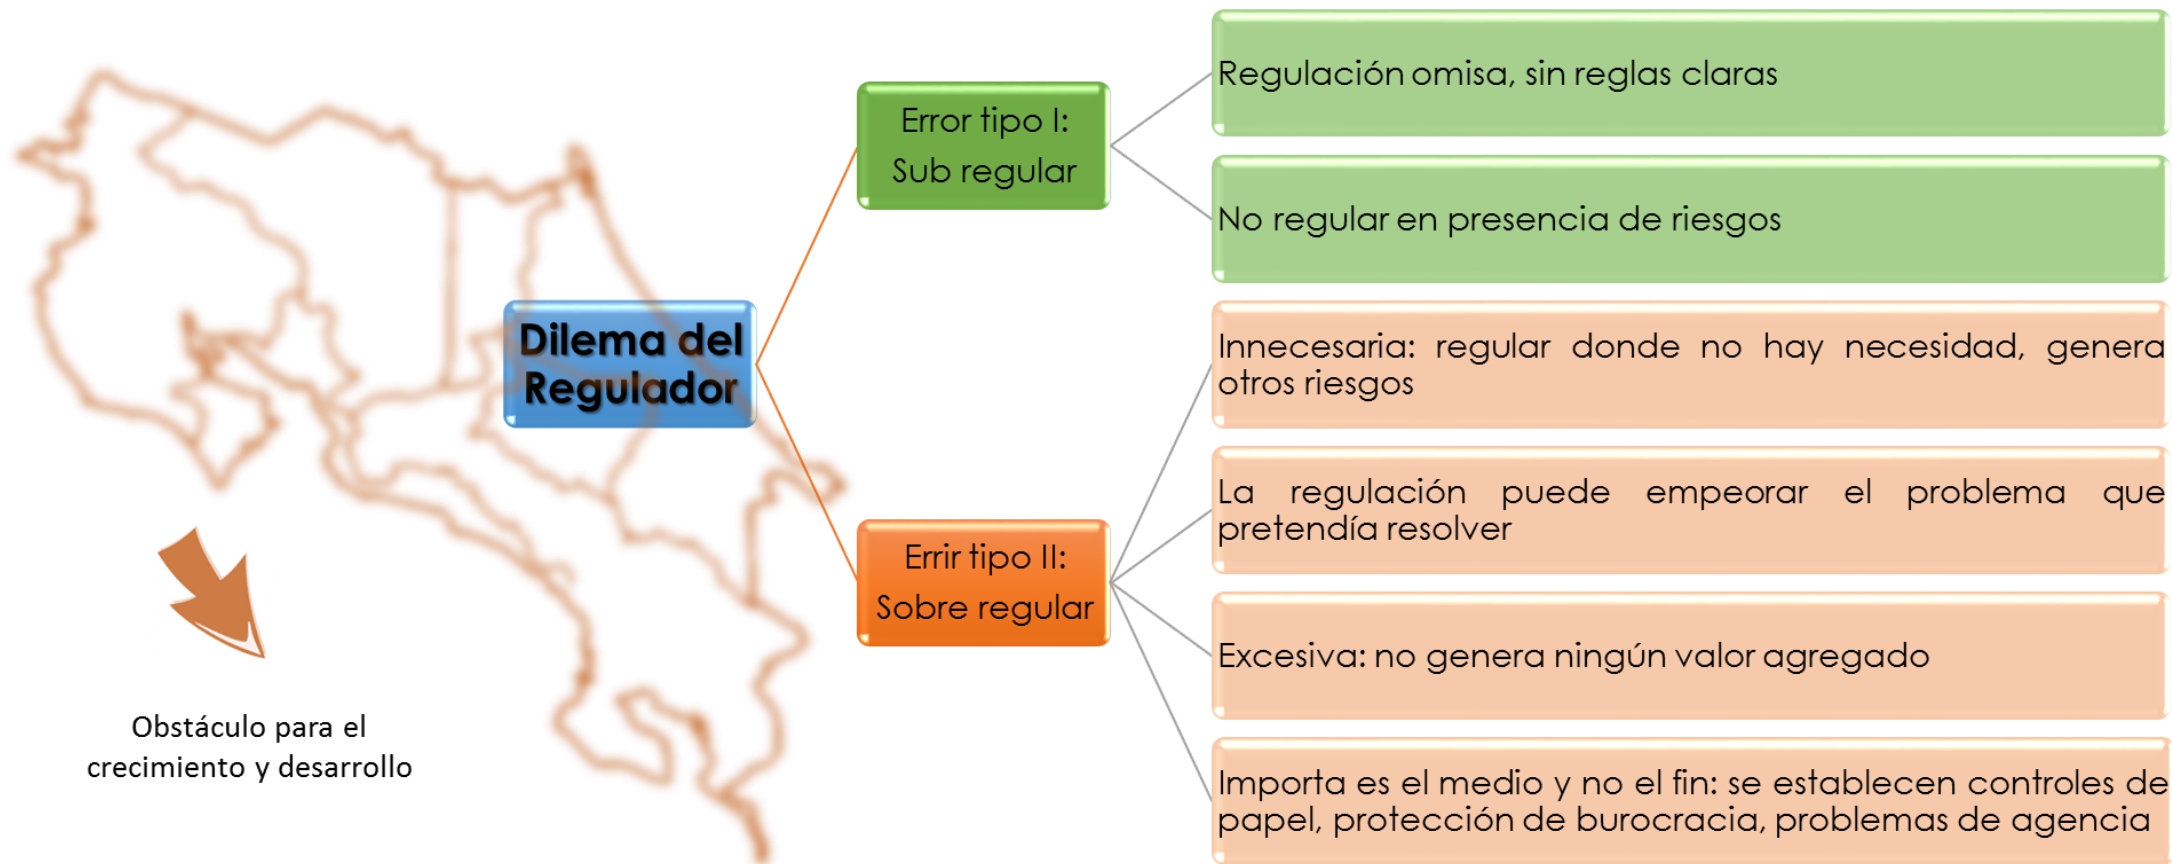 Dilema del
Regulador
Error tipo I:
Sub regular
Regulación omisa, sin reglas claras
No regular en presencia de riesgos
Errir tipo II:
Sobre regular
Innecesaria: regular donde no hay necesidad, genera
otros riesgos
La regulación puede empeorar el problema que
pretendía resolver
Excesiva: no genera ningún valor agregado
Importa es el medio y no el fin: se establecen controles de
papel, protección de burocracia, problemas de agencia
Obstáculo para el
crecimiento y desarrollo